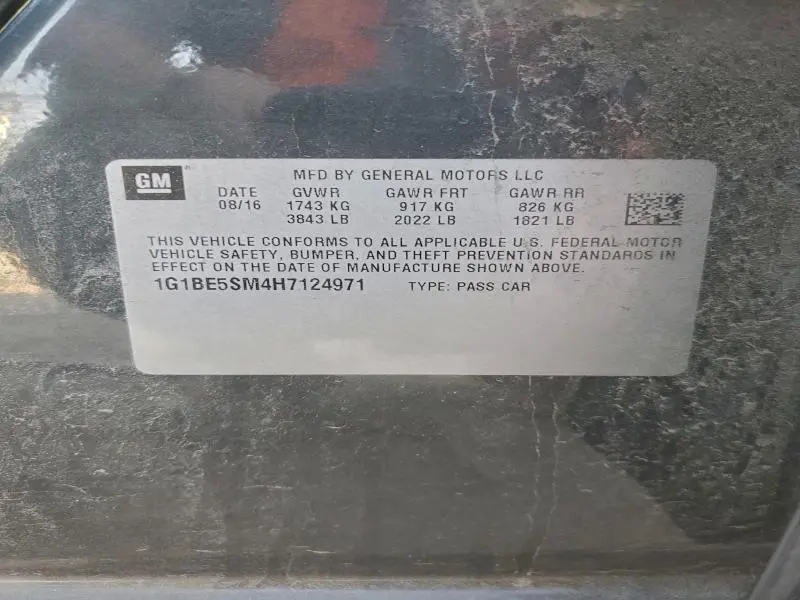 GM
MFD BY GENERAL MOTORS LLC
DATE GVWR GAWR FRT GAWR RR
08/16 1743 KG 917 KG 826 KG
3843 LB 2022 LB 1821 LB
THIS VEHICLE CONFORMS TO ALL APPLICABLE U.S. FEDERAL MOTOR
VEHICLE SAFETY, BUMPER, AND THEFT PREVENTION STANDARDS IN
EFFECT ON THE DATE OF MANUFACTURE SHOWN ABOVE.
1G1BE5SM4H7124971 TYPE: PASS CAR